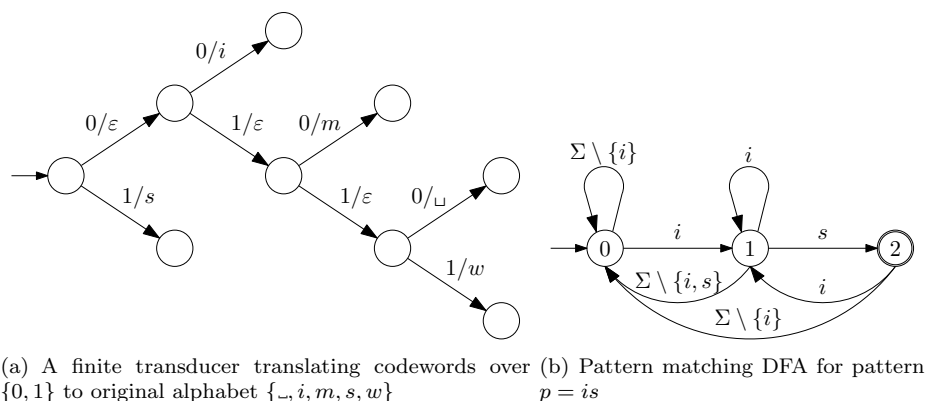 0/i
0/ε
1/ε
0/m
1/s
1/ε
0/␣
1/w
Σ \ {i}
i
0
i
1
s
2
Σ \ {i, s}
i
Σ \ {i}
(a) A finite transducer translating codewords over
{0, 1} to original alphabet {␣, i, m, s, w}
(b) Pattern matching DFA for pattern
p = is